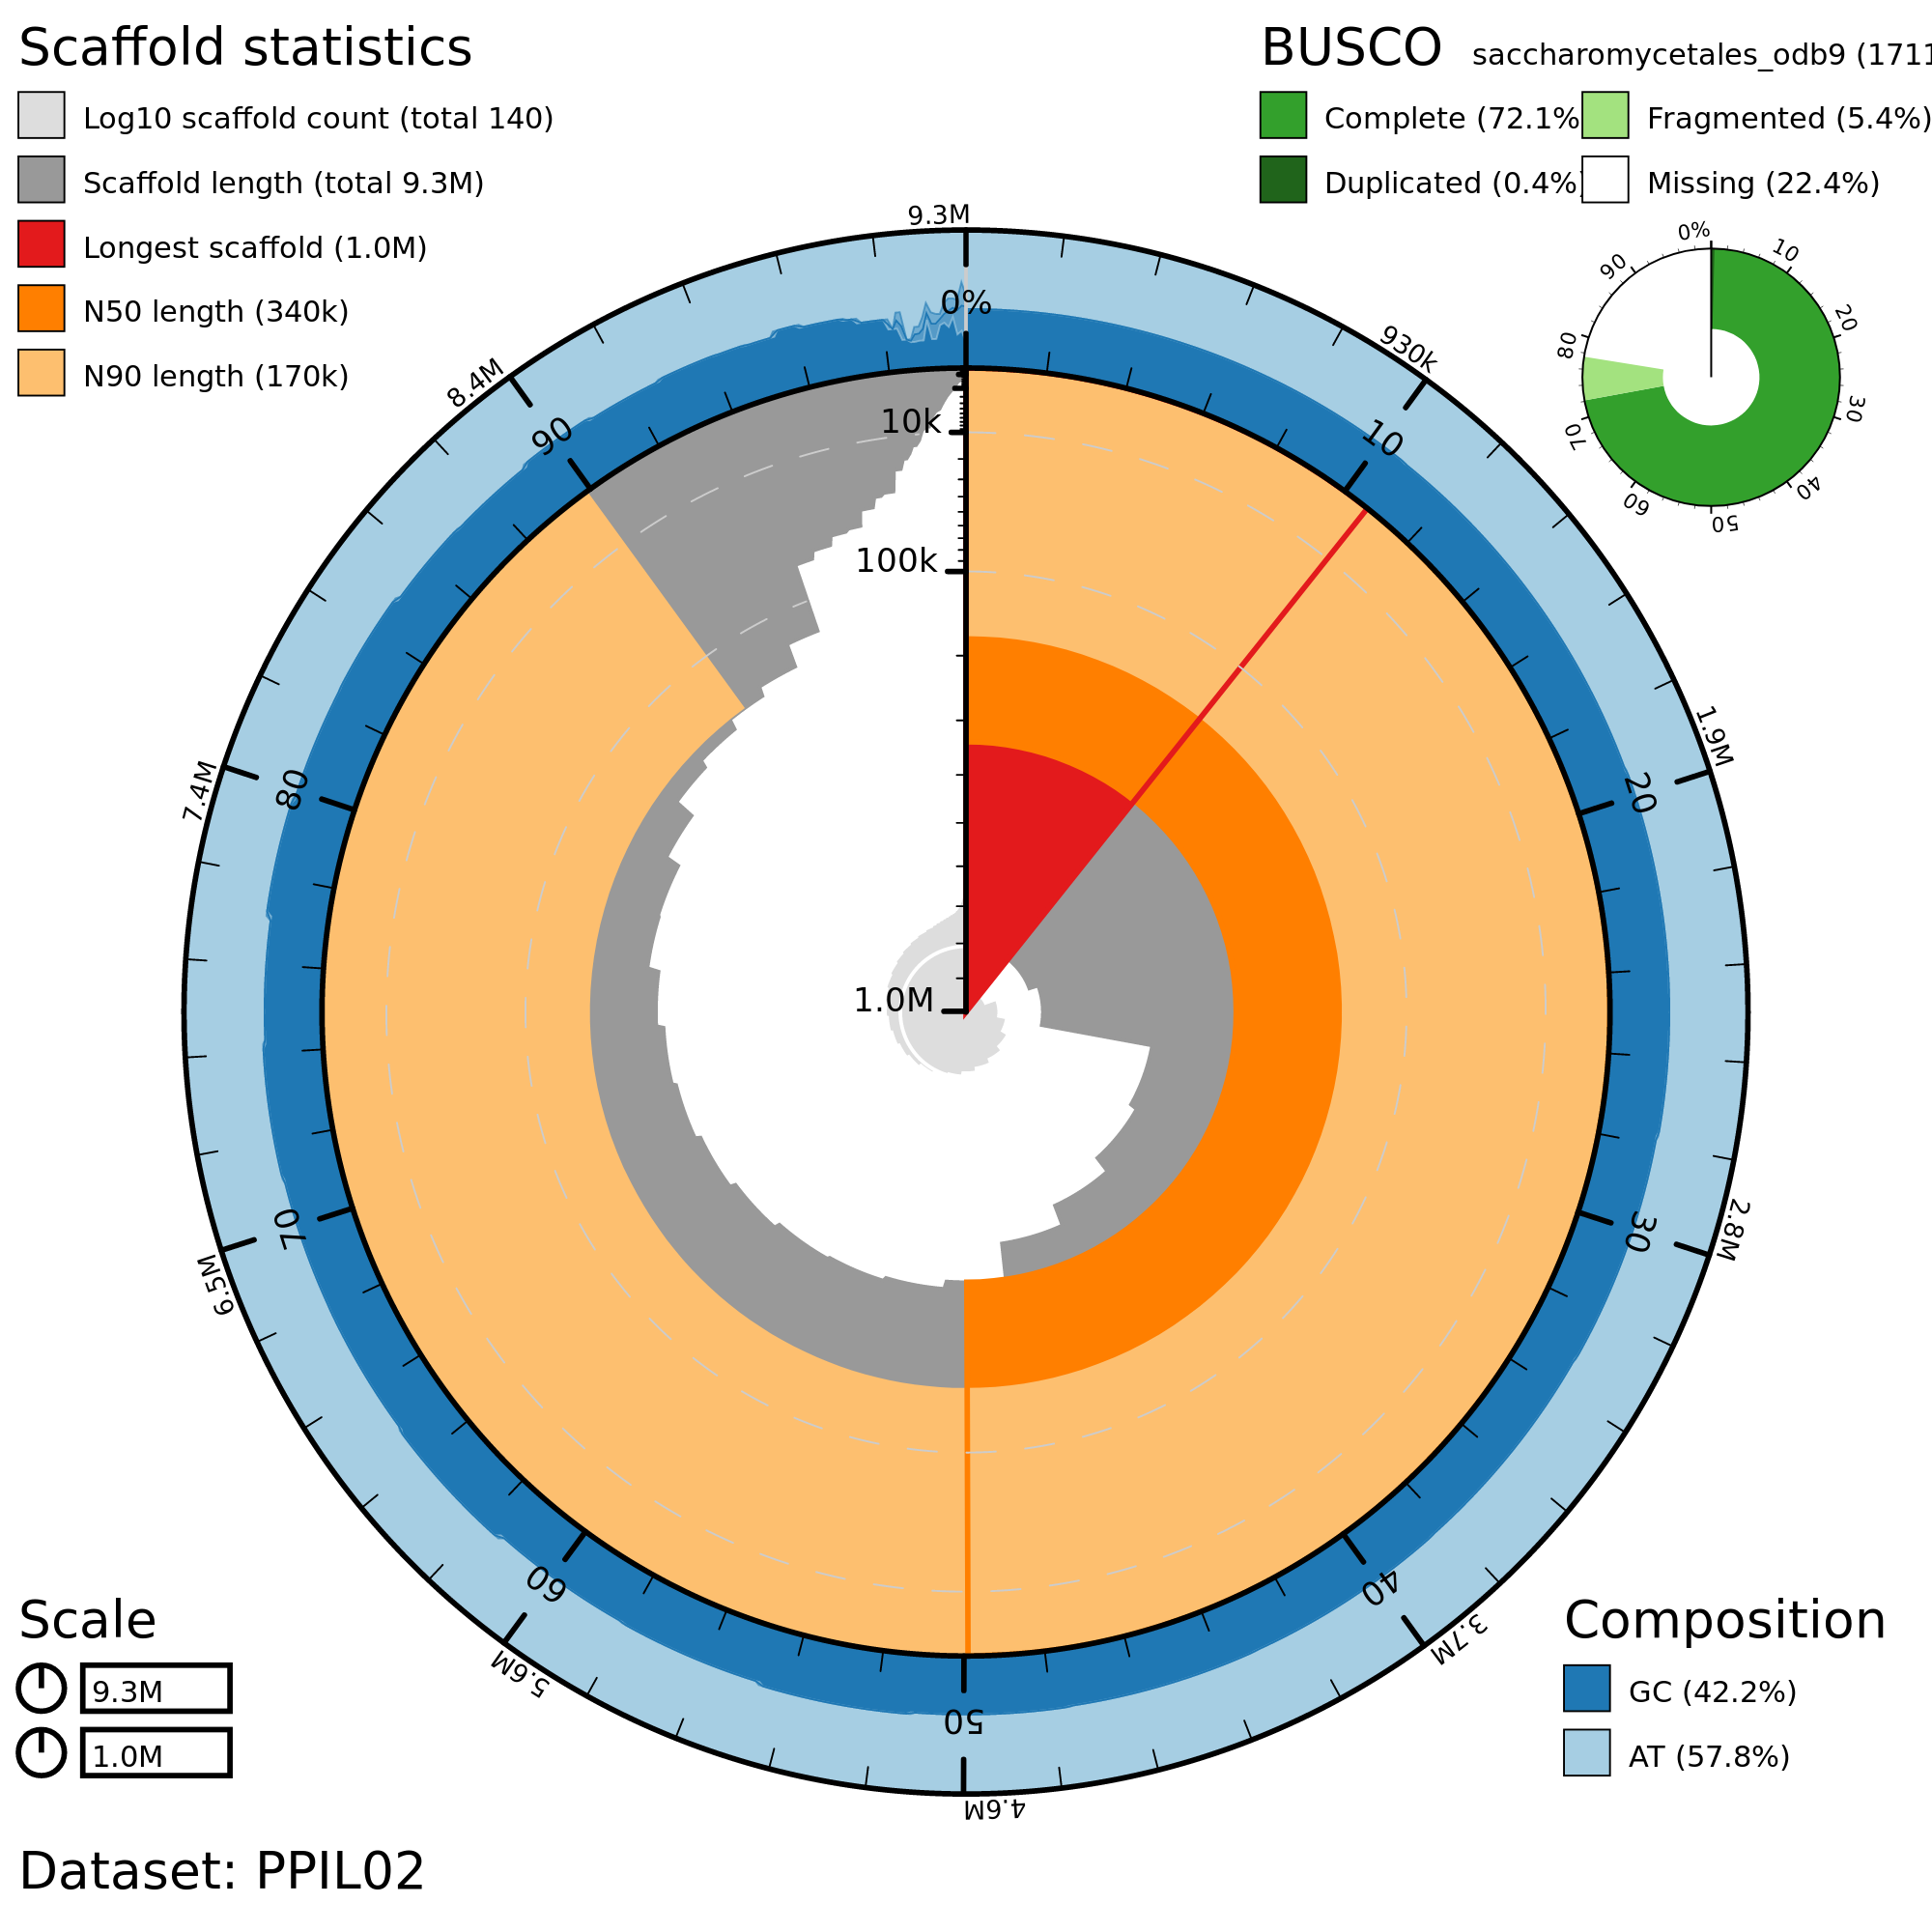 Scaffold statistics
Log10 scaffold count (total 140)
Scaffold length (total 9.3M)
Longest scaffold (1.0M)
N50 length (340k)
N90 length (170k)
BUSCO saccharomycetales_odb9 (1711
Complete (72.1%
Fragmented (5.4%)
Duplicated (0.4%)
Missing (22.4%)
0%
10
20
30
40
50
60
70
80
90
9.3M
930k
1.9M
2.8M
3.7M
4.6M
5.6M
6.5M
7.4M
8.4M
0%
10
20
30
40
50
60
70
80
90
10k
100k
1.0M
Scale
9.3M
1.0M
Composition
GC (42.2%)
AT (57.8%)
Dataset: PPIL02